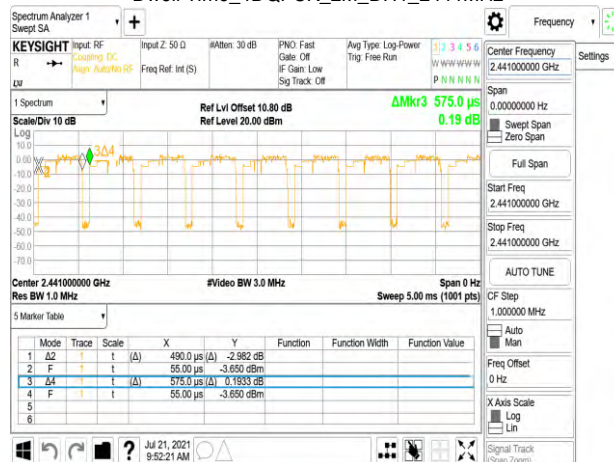 Spectrum Analyzer 1
Swept SA
Frequency
Settings
KEYSIGHT
Input: RF
Coupling: DC
Align: Auto/No RF
Input Z: 50 Ω
Freq Ref: Int (S)
#Atten: 30 dB
PNO: Fast
Gate: Off
IF Gain: Low
Sig Track: Off
Avg Type: Log-Power
Trig: Free Run
1 2 3 4 5 6
W W W W W W
P N N N N N
R
1 Spectrum
Scale/Div 10 dB
Ref Lvl Offset 10.80 dB
Ref Level 20.00 dBm
ΔMkr3 575.0 µs
0.19 dB
Log
10.0
0.00
-10.0
-20.0
-30.0
-40.0
-50.0
-60.0
-70.0
3Δ4
Center 2.441000000 GHz
Res BW 1.0 MHz
#Video BW 3.0 MHz
Span 0 Hz
Sweep 5.00 ms (1001 pts)
5 Marker Table
Mode Trace Scale X Y Function Function Width Function Value
1 Δ2 1 t (Δ) 490.0 µs (Δ) -2.982 dB
2 F 1 t 55.00 µs -3.650 dBm
3 Δ4 1 t (Δ) 575.0 µs (Δ) 0.1933 dB
4 F 1 t 55.00 µs -3.650 dBm
5
6
Jul 21, 2021
9:52:21 AM
Center Frequency
2.441000000 GHz
Span
0.00000000 Hz
Swept Span
Zero Span
Full Span
Start Freq
2.441000000 GHz
Stop Freq
2.441000000 GHz
AUTO TUNE
CF Step
1.000000 MHz
Auto
Man
Freq Offset
0 Hz
X Axis Scale
Log
Lin
Signal Track
(Span Zoom)